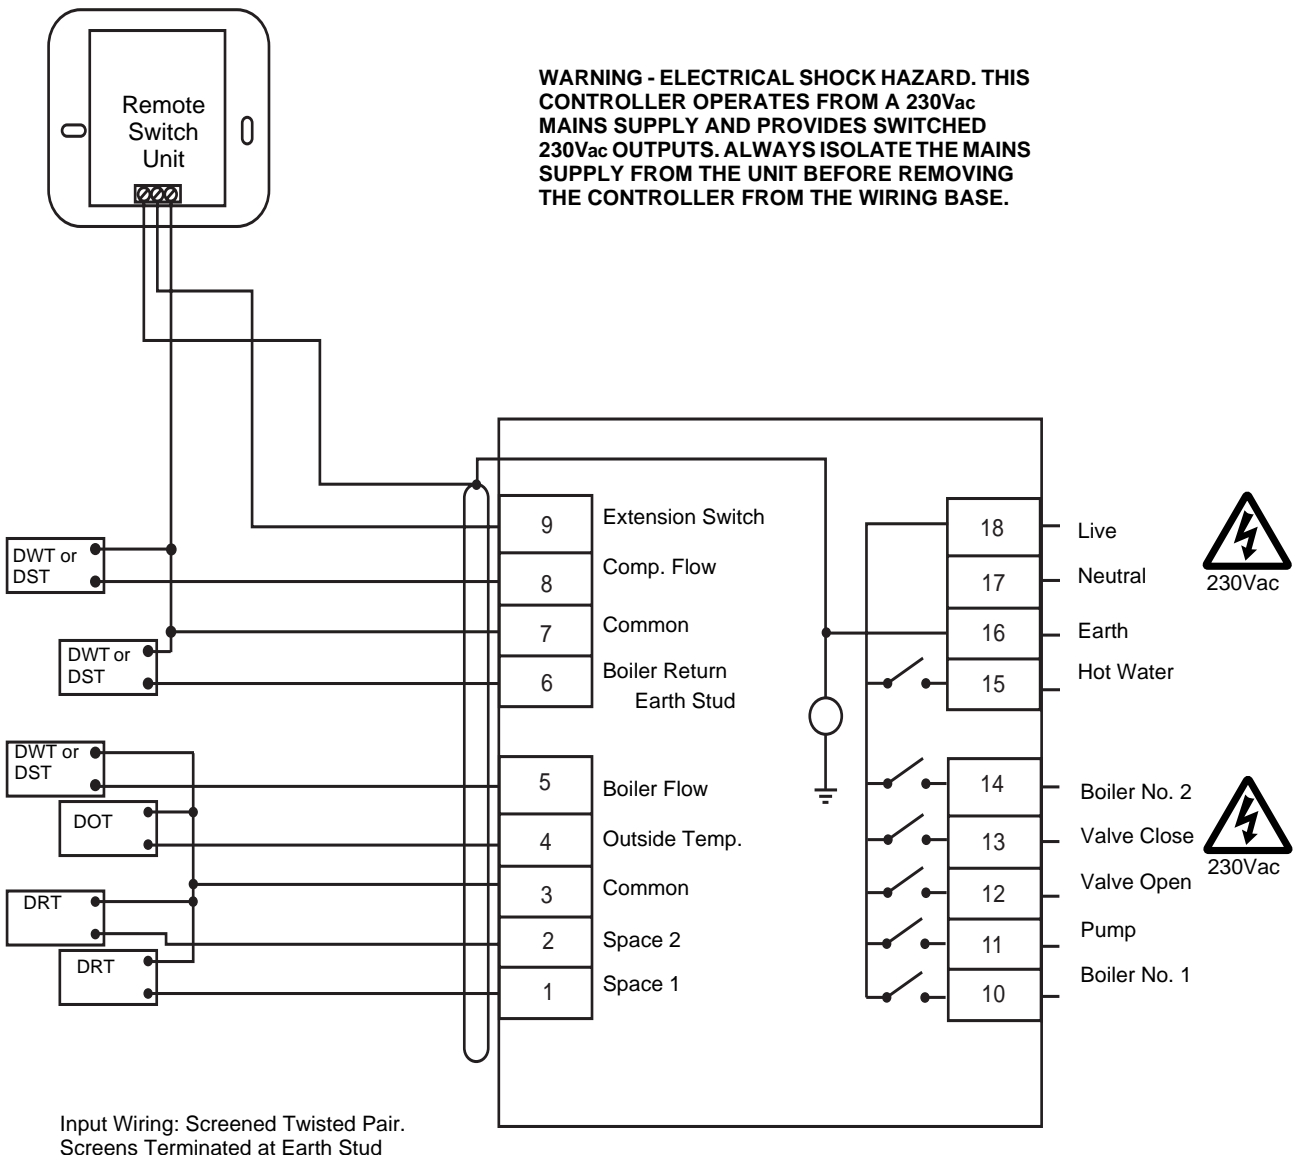 Remote
Switch
Unit
WARNING - ELECTRICAL SHOCK HAZARD. THIS
CONTROLLER OPERATES FROM A 230Vac
MAINS SUPPLY AND PROVIDES SWITCHED
230Vac OUTPUTS. ALWAYS ISOLATE THE MAINS
SUPPLY FROM THE UNIT BEFORE REMOVING
THE CONTROLLER FROM THE WIRING BASE.
DWT or
DST
DWT or
DST
DWT or
DST
DOT
DRT
DRT
9 Extension Switch
8 Comp. Flow
7 Common
6 Boiler Return
Earth Stud
5 Boiler Flow
4 Outside Temp.
3 Common
2 Space 2
1 Space 1
18 Live
17 Neutral
16 Earth
15 Hot Water
230Vac
14 Boiler No. 2
13 Valve Close
12 Valve Open
11 Pump
10 Boiler No. 1
230Vac
Input Wiring: Screened Twisted Pair.
Screens Terminated at Earth Stud